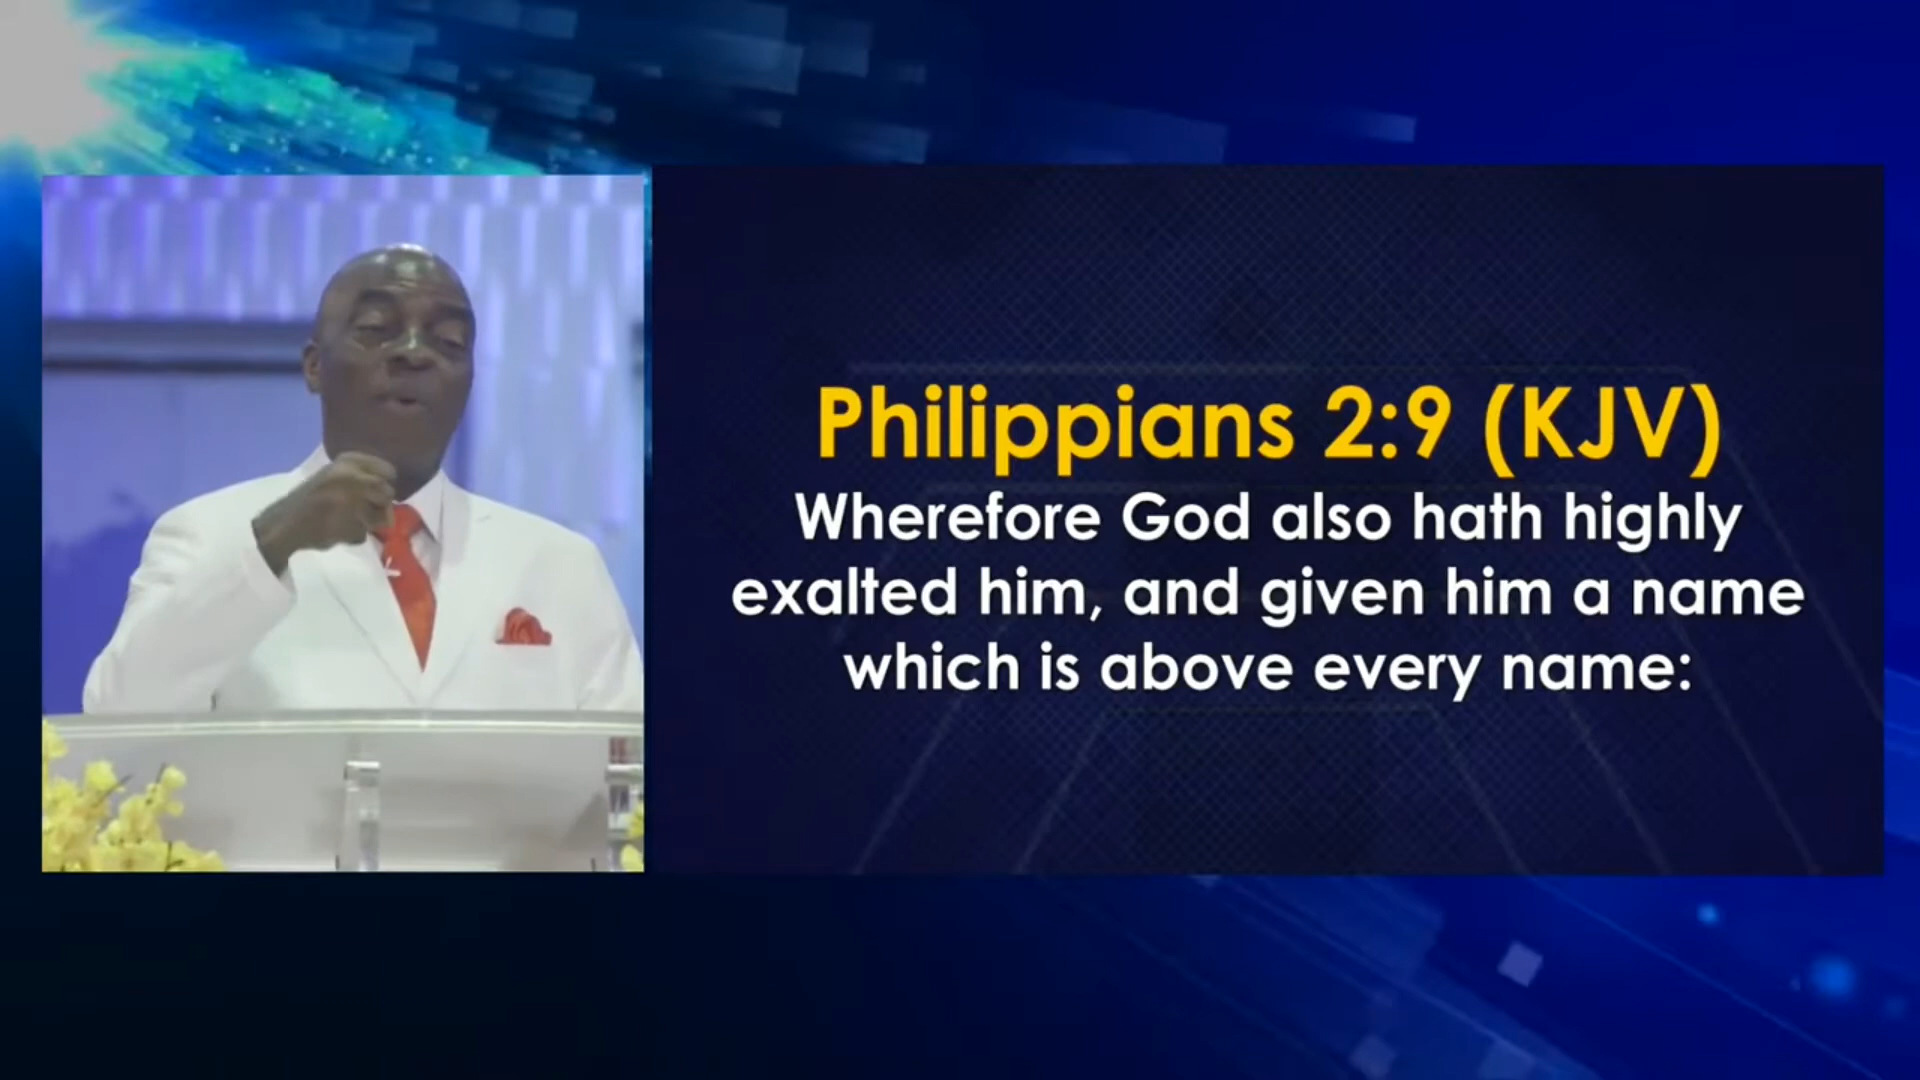 Philippians 2:9 (KJV)
Wherefore God also hath highly
exalted him, and given him a name
which is above every name: